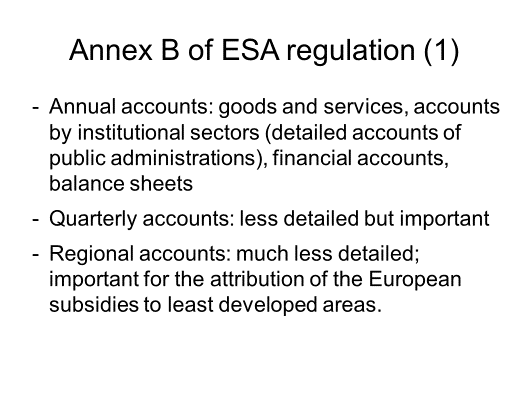 Annex B of ESA regulation (1)
- Annual accounts: goods and services, accounts
by institutional sectors (detailed accounts of
public administrations), financial accounts,
balance sheets
- Quarterly accounts: less detailed but important
- Regional accounts: much less detailed;
important for the attribution of the European
subsidies to least developed areas.